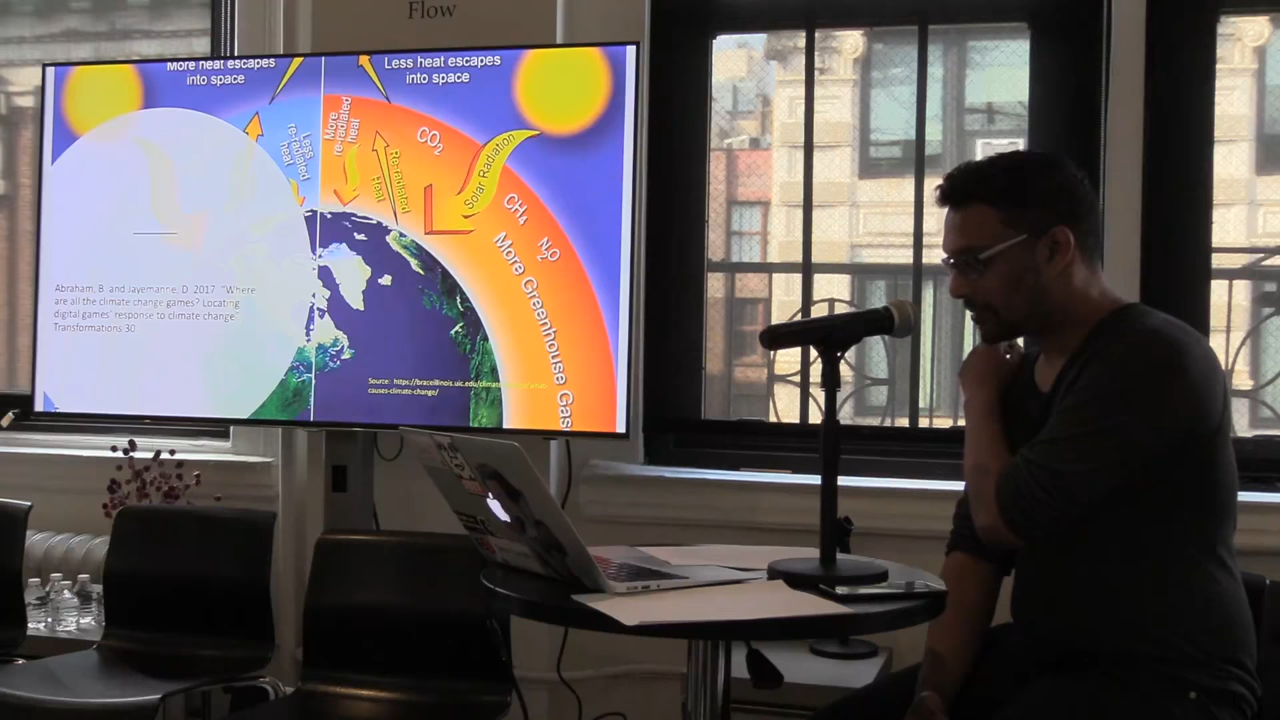 Flow
More heat escapes
into space
Less heat escapes
into space
Less
re-radiated
heat
More
re-radiated
heat
Re-radiated
Heat
CO2
Solar Radiation
CH4
N2O
More Greenhouse Gas
Abraham, B. and Jayemanne, D. 2017. "Where
are all the climate change games? Locating
digital games' response to climate change
Transformations 30
Source: https://braceillinois.uic.edu/climate
causes-climate-change/